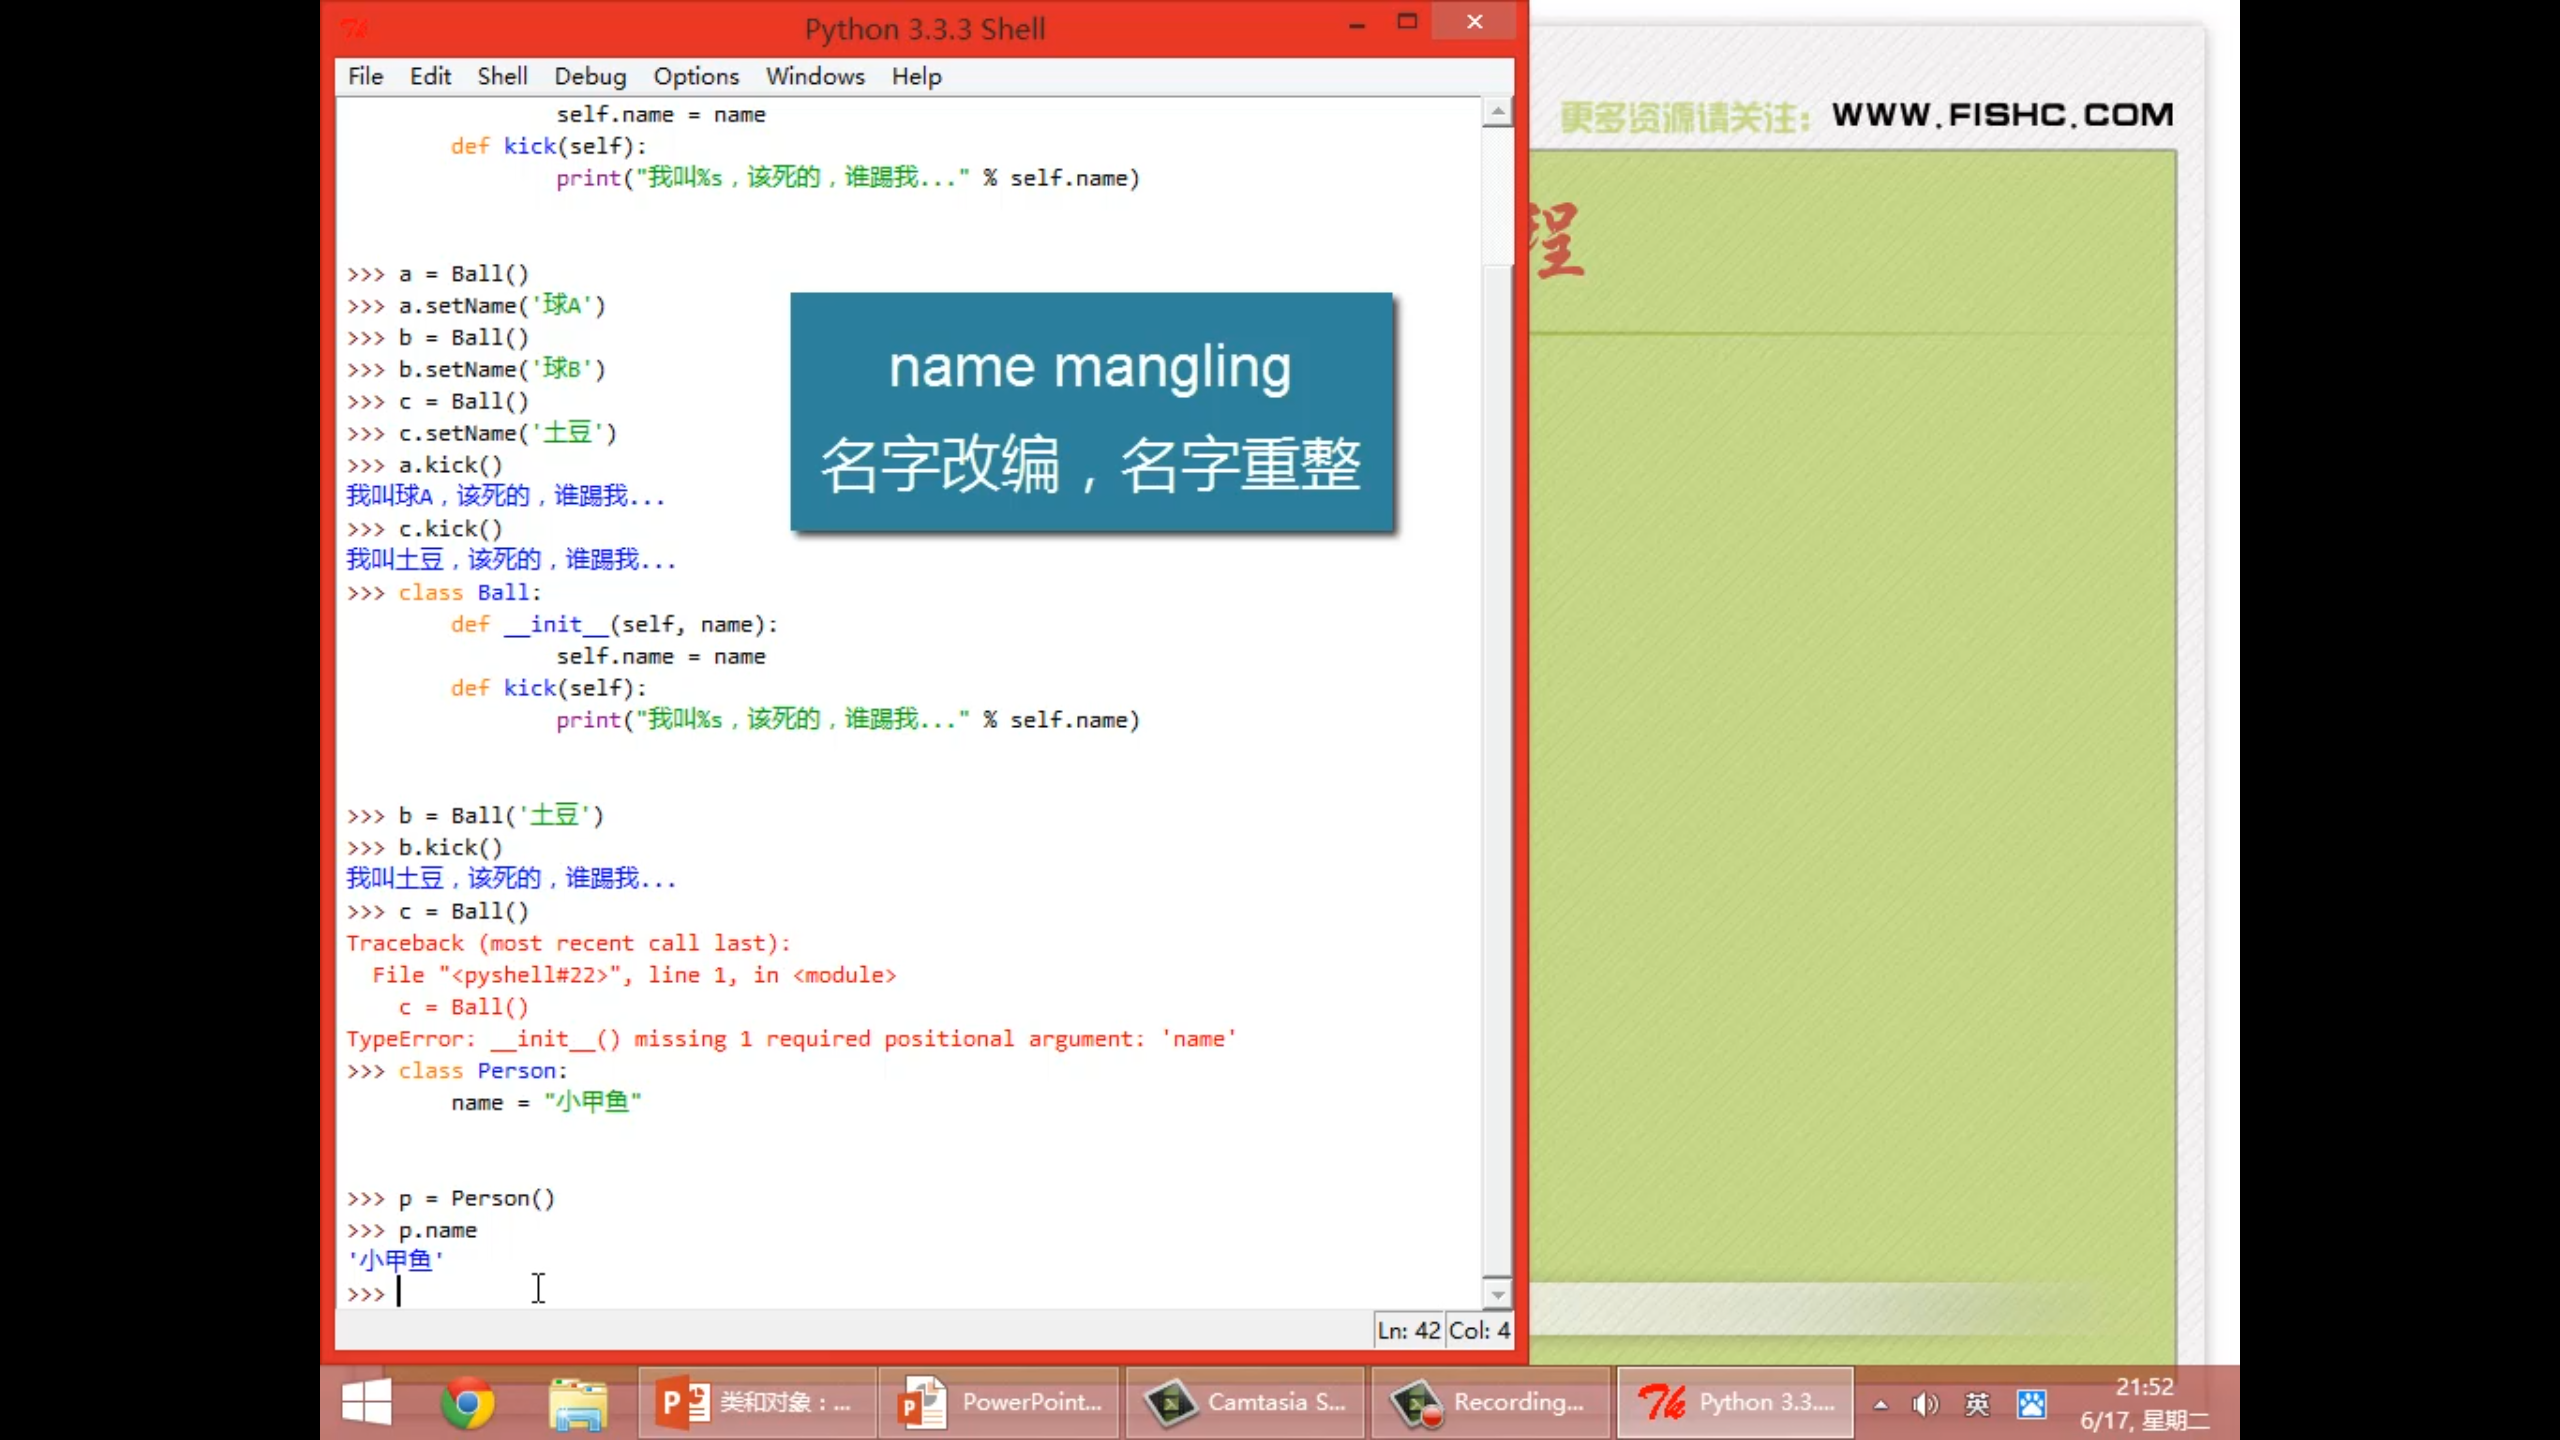 Python 3.3.3 Shell
File Edit Shell Debug Options Windows Help
self.name = name
def kick(self):
print("我叫%s，该死的，谁踢我..." % self.name)
>>> a = Ball()
>>> a.setName('球A')
>>> b = Ball()
>>> b.setName('球B')
>>> c = Ball()
>>> c.setName('土豆')
>>> a.kick()
我叫球A，该死的，谁踢我...
>>> c.kick()
我叫土豆，该死的，谁踢我...
>>> class Ball:
def __init__(self, name):
self.name = name
def kick(self):
print("我叫%s，该死的，谁踢我..." % self.name)
>>> b = Ball('土豆')
>>> b.kick()
我叫土豆，该死的，谁踢我...
>>> c = Ball()
Traceback (most recent call last):
File "<pyshell#22>", line 1, in <module>
c = Ball()
TypeError: __init__() missing 1 required positional argument: 'name'
>>> class Person:
name = "小甲鱼"
>>> p = Person()
>>> p.name
'小甲鱼'
>>>
Ln: 42 Col: 4
name mangling
名字改编，名字重整
更多资源请关注：WWW.FISHC.COM
程
类和对象：...
PowerPoint...
Camtasia S...
Recording...
Python 3.3....
英
21:52
6/17, 星期二